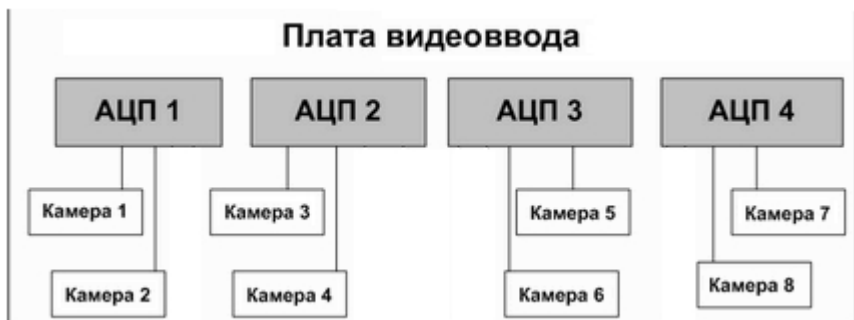 Плата видеоввода
АЦП 1
АЦП 2
АЦП 3
АЦП 4
Камера 1
Камера 3
Камера 5
Камера 7
Камера 2
Камера 4
Камера 6
Камера 8